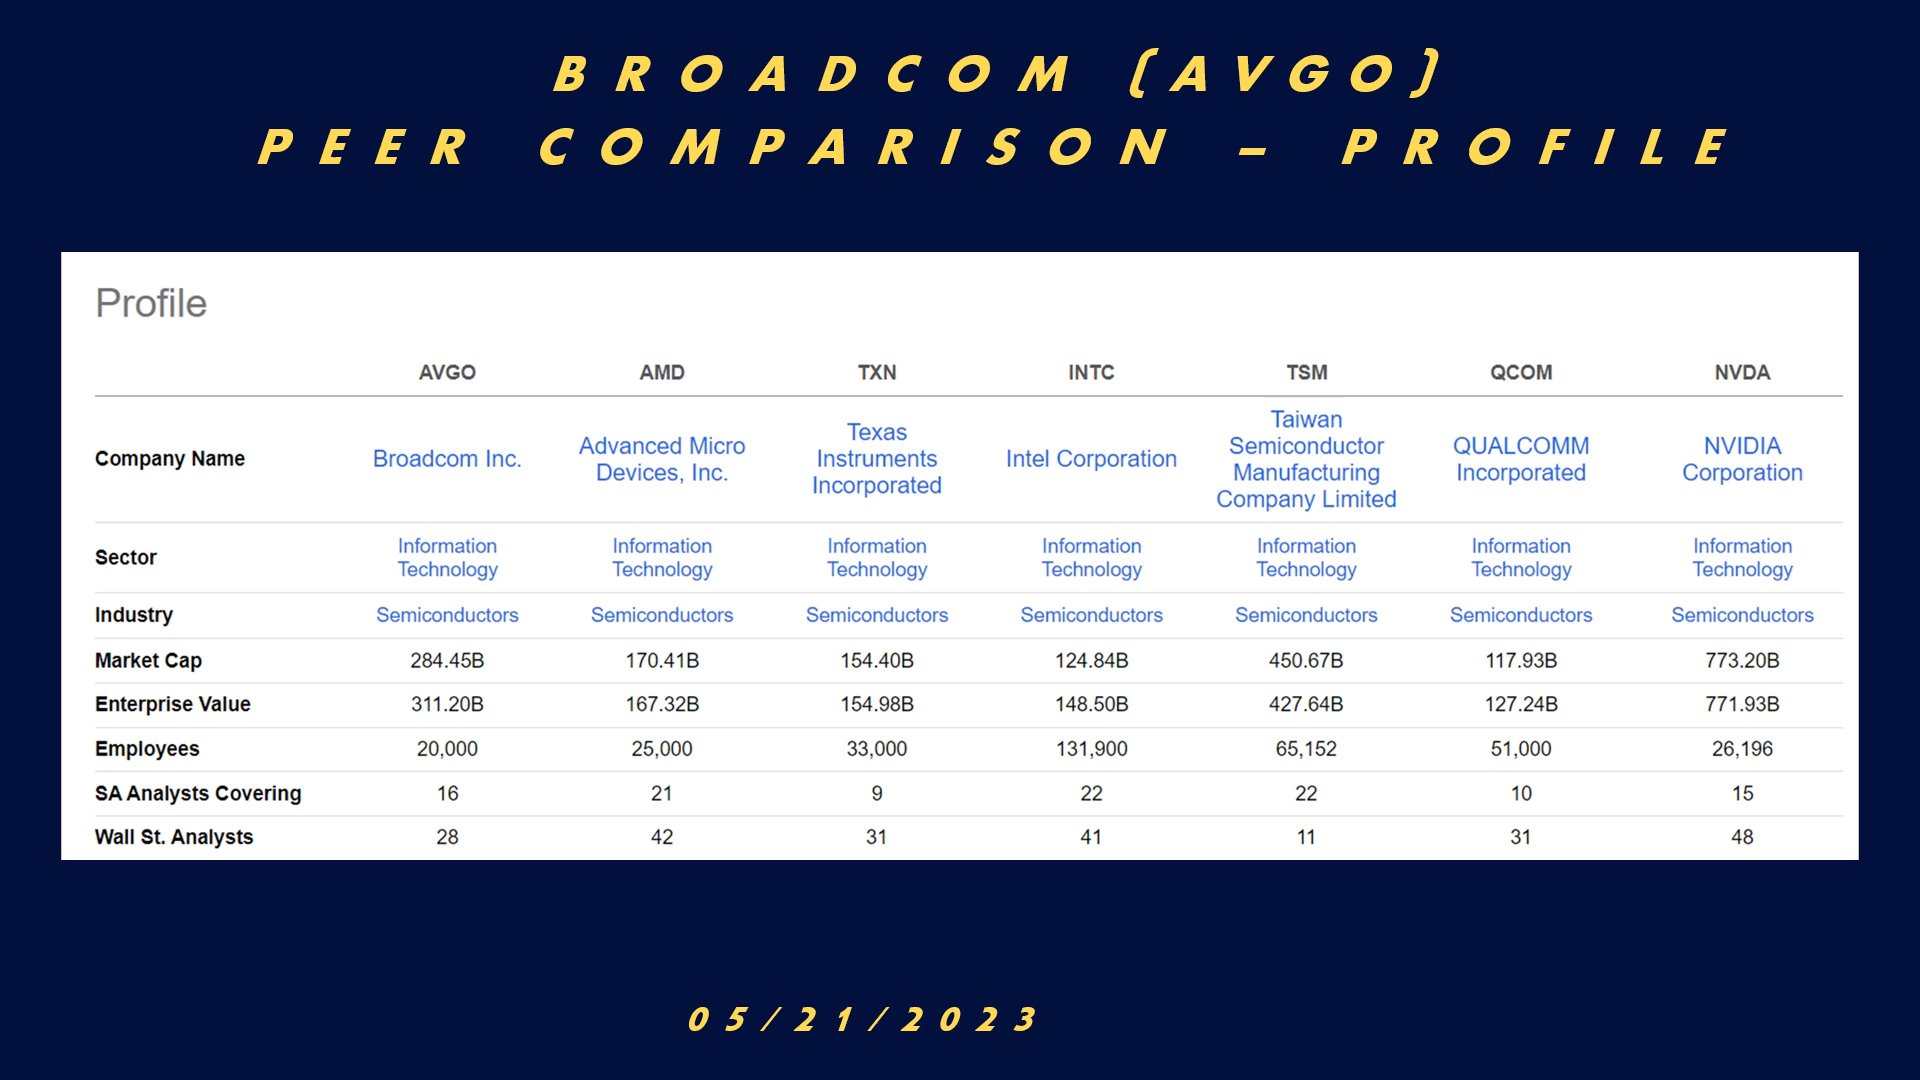 BROADCOM (AVGO)
PEER COMPARISON – PROFILE
Profile
AVGO AMD TXN INTC TSM QCOM NVDA
Company Name Broadcom Inc. Advanced Micro Devices, Inc. Texas Instruments Incorporated Intel Corporation Taiwan Semiconductor Manufacturing Company Limited QUALCOMM Incorporated NVIDIA Corporation
Sector Information Technology Information Technology Information Technology Information Technology Information Technology Information Technology Information Technology
Industry Semiconductors Semiconductors Semiconductors Semiconductors Semiconductors Semiconductors Semiconductors
Market Cap 284.45B 170.41B 154.40B 124.84B 450.67B 117.93B 773.20B
Enterprise Value 311.20B 167.32B 154.98B 148.50B 427.64B 127.24B 771.93B
Employees 20,000 25,000 33,000 131,900 65,152 51,000 26,196
SA Analysts Covering 16 21 9 22 22 10 15
Wall St. Analysts 28 42 31 41 11 31 48
05/21/2023